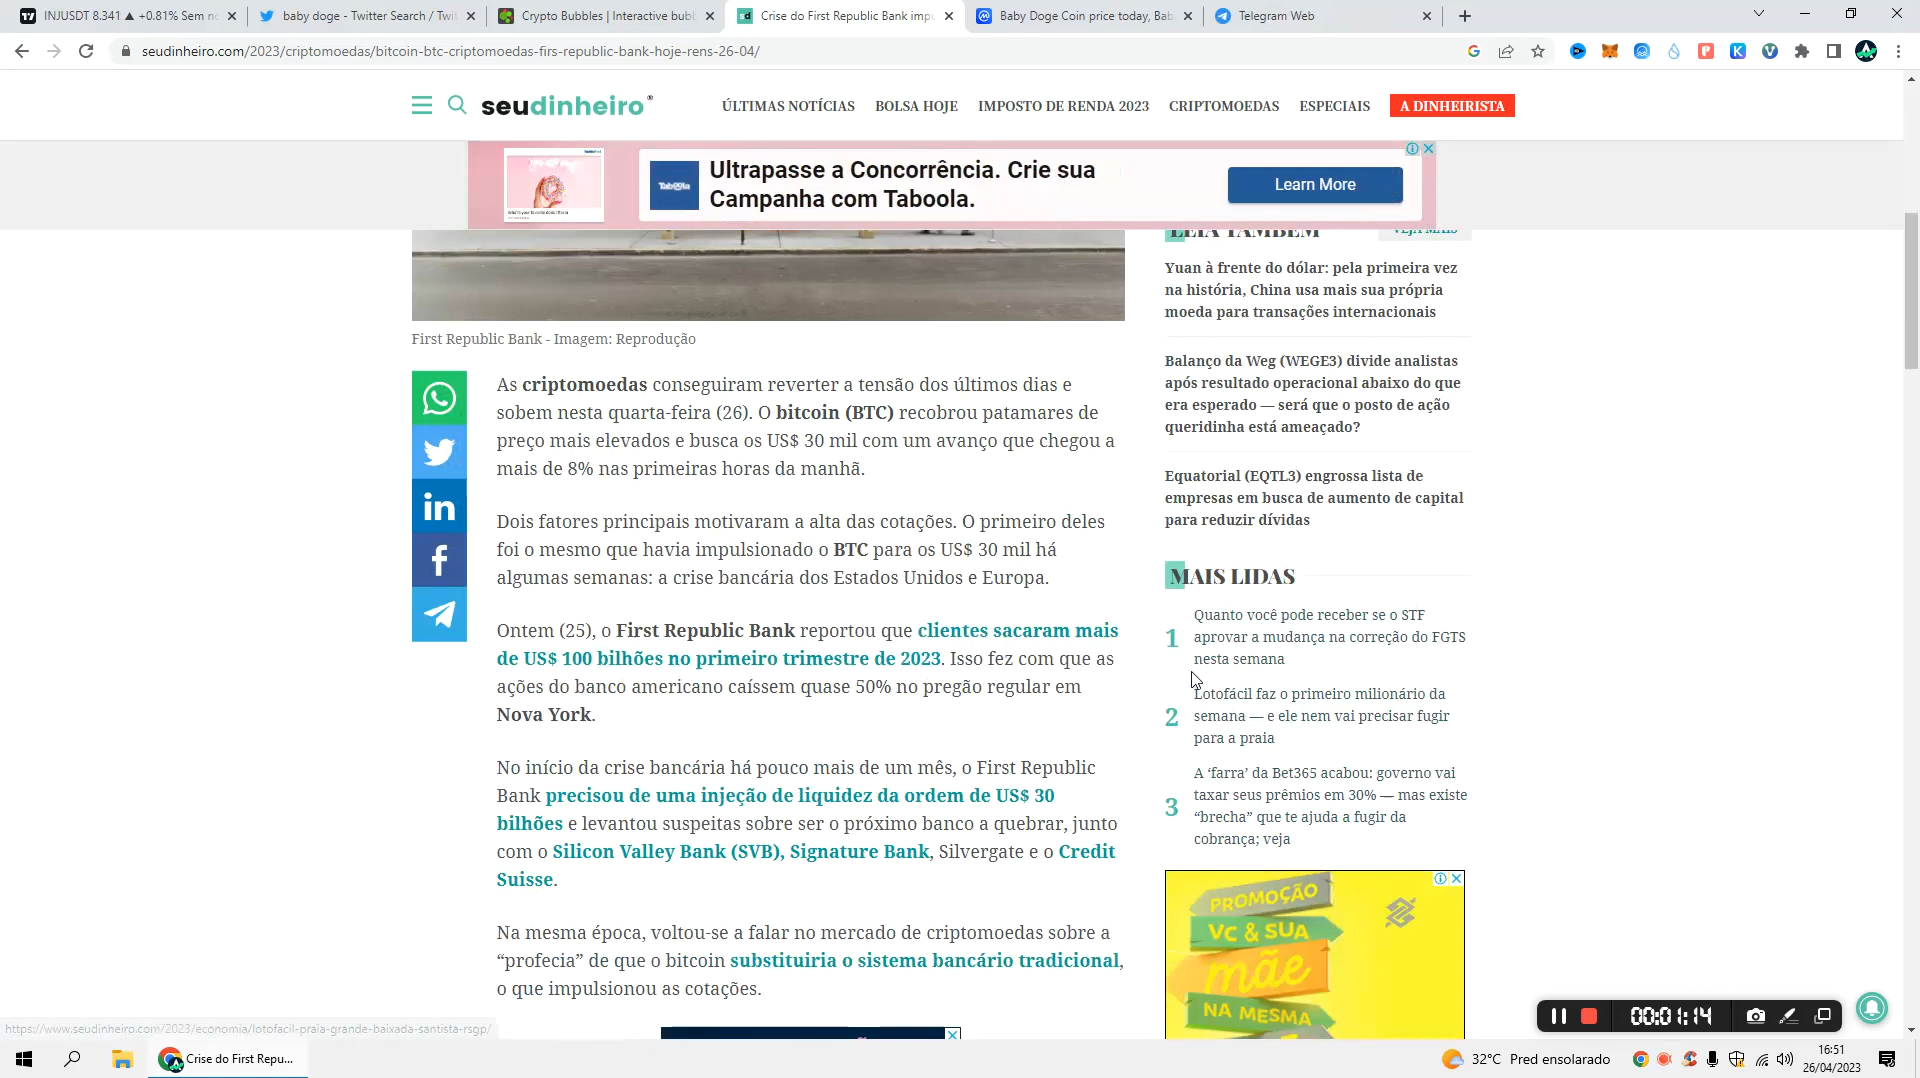 INJUSDT 8.341 ▲ +0.81% Sem no
baby doge - Twitter Search / Twit
Crypto Bubbles | Interactive bubb
Crise do First Republic Bank impu
Baby Doge Coin price today, Bab
Telegram Web
seudinheiro.com/2023/criptomoedas/bitcoin-btc-criptomoedas-firs-republic-bank-hoje-rens-26-04/
seudinheiro
ÚLTIMAS NOTÍCIAS
BOLSA HOJE
IMPOSTO DE RENDA 2023
CRIPTOMOEDAS
ESPECIAIS
A DINHEIRISTA
Taboola
Ultrapasse a Concorrência. Crie sua
Campanha com Taboola.
Learn More
LEIA TAMBÉM
VEJA MAIS
First Republic Bank - Imagem: Reprodução
As criptomoedas conseguiram reverter a tensão dos últimos dias e
sobem nesta quarta-feira (26). O bitcoin (BTC) recobrou patamares de
preço mais elevados e busca os US$ 30 mil com um avanço que chegou a
mais de 8% nas primeiras horas da manhã.
Dois fatores principais motivaram a alta das cotações. O primeiro deles
foi o mesmo que havia impulsionado o BTC para os US$ 30 mil há
algumas semanas: a crise bancária dos Estados Unidos e Europa.
Ontem (25), o First Republic Bank reportou que clientes sacaram mais
de US$ 100 bilhões no primeiro trimestre de 2023. Isso fez com que as
ações do banco americano caíssem quase 50% no pregão regular em
Nova York.
No início da crise bancária há pouco mais de um mês, o First Republic
Bank precisou de uma injeção de liquidez da ordem de US$ 30
bilhões e levantou suspeitas sobre ser o próximo banco a quebrar, junto
com o Silicon Valley Bank (SVB), Signature Bank, Silvergate e o Credit
Suisse.
Na mesma época, voltou-se a falar no mercado de criptomoedas sobre a
“profecia” de que o bitcoin substituiria o sistema bancário tradicional,
o que impulsionou as cotações.
Yuan à frente do dólar: pela primeira vez
na história, China usa mais sua própria
moeda para transações internacionais
Balanço da Weg (WEGE3) divide analistas
após resultado operacional abaixo do que
era esperado — será que o posto de ação
queridinha está ameaçado?
Equatorial (EQTL3) engrossa lista de
empresas em busca de aumento de capital
para reduzir dívidas
MAIS LIDAS
1
Quanto você pode receber se o STF
aprovar a mudança na correção do FGTS
nesta semana
2
Lotofácil faz o primeiro milionário da
semana — e ele nem vai precisar fugir
para a praia
3
A ‘farra’ da Bet365 acabou: governo vai
taxar seus prêmios em 30% — mas existe
“brecha” que te ajuda a fugir da
cobrança; veja
PROMOÇÃO
VC & SUA
mãe
NA MESMA
https://www.seudinheiro.com/2023/economia/lotofacil-praia-grande-baixada-santista-rsgp/
00:01:14
Crise do First Repu...
32°C Pred ensolarado
16:51
26/04/2023